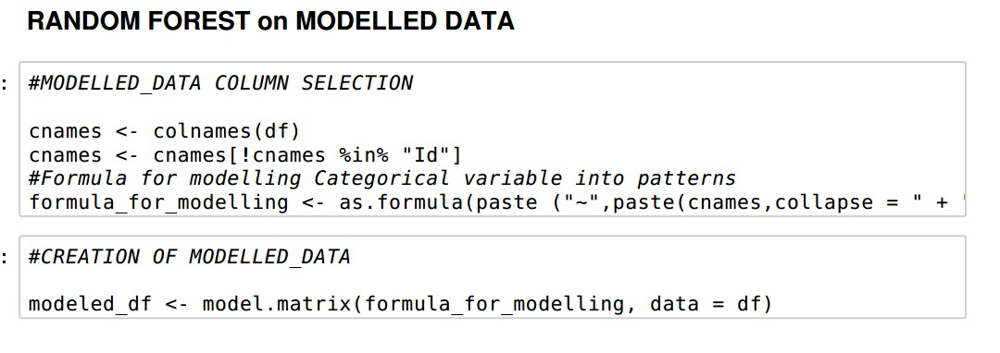 RANDOM FOREST on MODELLED DATA
: #MODELLED_DATA COLUMN SELECTION
cnames <- colnames(df)
cnames <- cnames[!cnames %in% "Id"]
#Formula for modelling Categorical variable into patterns
formula_for_modelling <- as.formula(paste ("~",paste(cnames,collapse = " +
: #CREATION OF MODELLED_DATA
modeled_df <- model.matrix(formula_for_modelling, data = df)